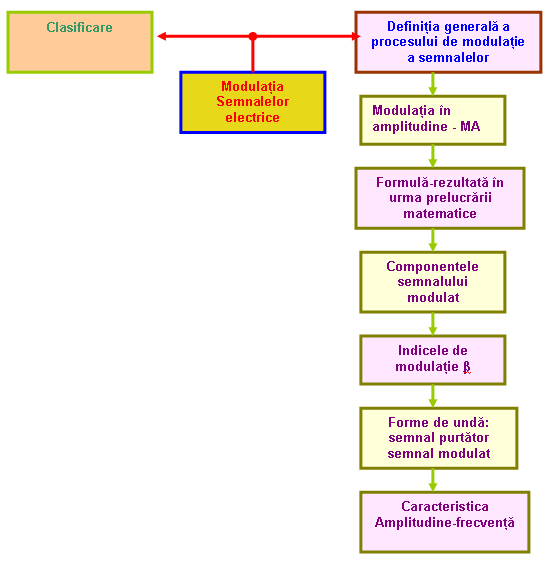 Clasificare
Definiția generală a
procesului de modulație
a semnalelor
Modulația
Semnalelor
electrice
Modulația în
amplitudine - MA
Formulă-rezultată în
urma prelucrării
matematice
Componentele
semnalului
modulat
Indicele de
modulație β
Forme de undă:
semnal purtător
semnal modulat
Caracteristica
Amplitudine-frecvență